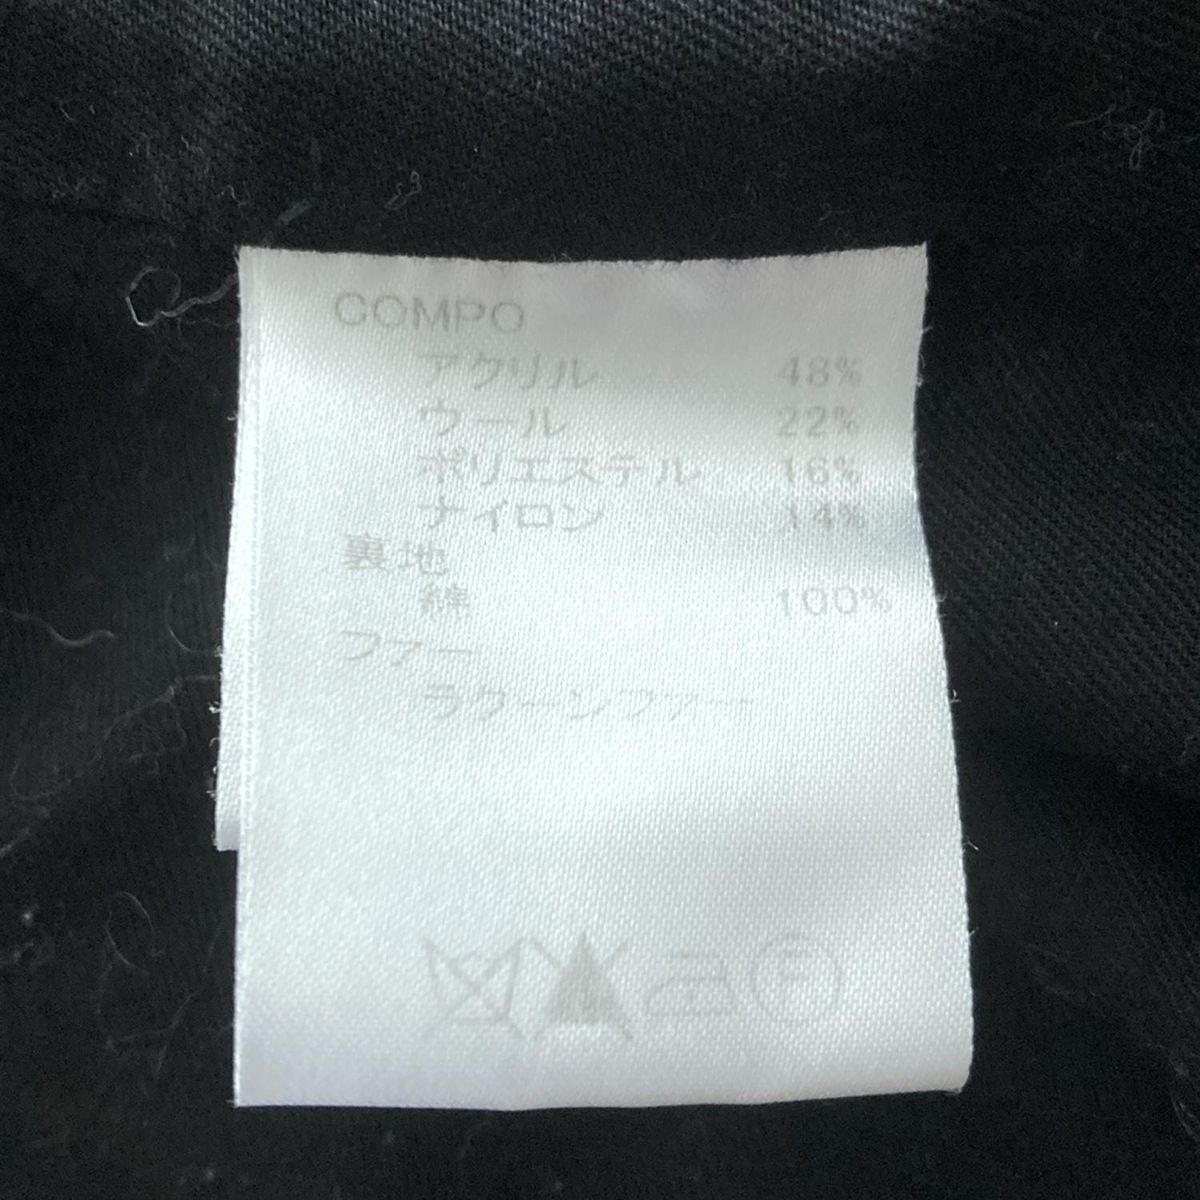 COMPO
アクリル 48%
ウール 22%
ポリエステル 16%
ナイロン 14%
裏地
綿 100%
ファー
ラクーンファー
F